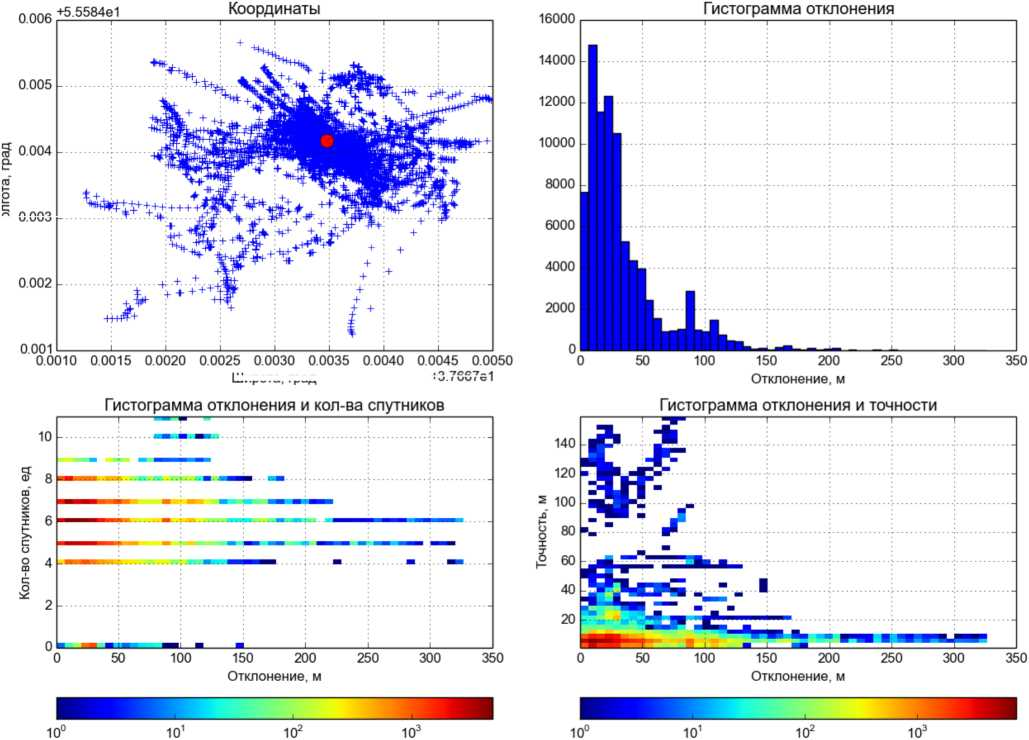 Координаты
+5.5584e1
0.006
0.005
0.004
0.003
0.002
0.001
олгота, град
0.0010 0.0015 0.0020 0.0025 0.0030 0.0035 0.0040 0.0045 0.0050
Широта, град
+3.7667e1
Гистограмма отклонения
16000
14000
12000
10000
8000
6000
4000
2000
0
0 50 100 150 200 250 300 350
Отклонение, м
Гистограмма отклонения и кол-ва спутников
Кол-во спутников, ед
10
8
6
4
2
0
0 50 100 150 200 250 300 350
Отклонение, м
10⁰ 10¹ 10² 10³
Гистограмма отклонения и точности
Точность, м
140
120
100
80
60
40
20
0 50 100 150 200 250 300 350
Отклонение, м
10⁰ 10¹ 10² 10³